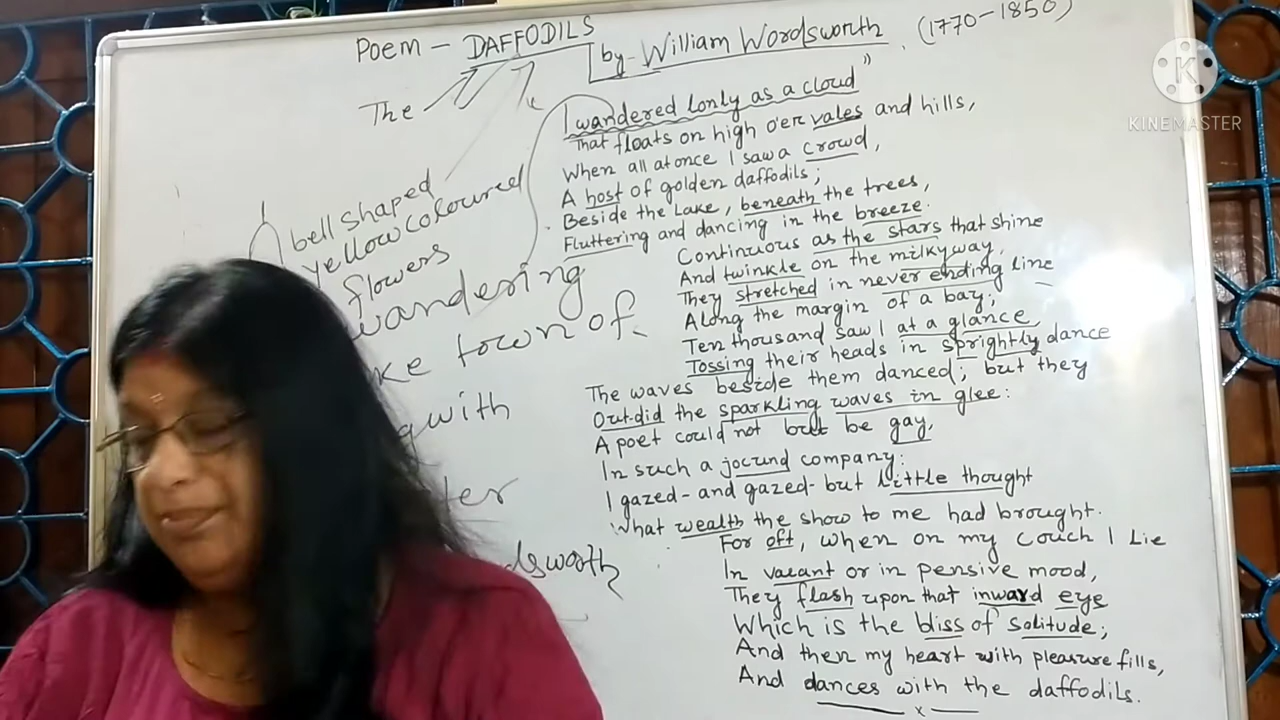 Poem - DAFFODILS
by- William Wordsworth . (1770-1850)
The
I wandered lonly as a cloud"
That floats on high o'er vales and hills,
When all at once I saw a crowd,
A host of golden daffodils;
Beside the Lake, beneath the trees,
Fluttering and dancing in the breeze.
Continuous as the stars that shine
And twinkle on the milky way,
They stretched in never ending line
Along the margin of a bay;
Ten thousand saw I at a glance,
Tossing their heads in sprightly dance
The waves beside them danced; but they
Out-did the sparkling waves in glee:
A poet could not but be gay,
In such a jocund company:
I gazed- and gazed- but little thought
What wealth the show to me had brought.
For oft, when on my couch I Lie
In vacant or in pensive mood,
They flash upon that inward eye
Which is the bliss of solitude;
And then my heart with pleasure fills,
And dances with the daffodils.
x
bell shaped
yellow coloured
flowers
wandering
ke town of
with
ter
dsworth
K
KINEMASTER